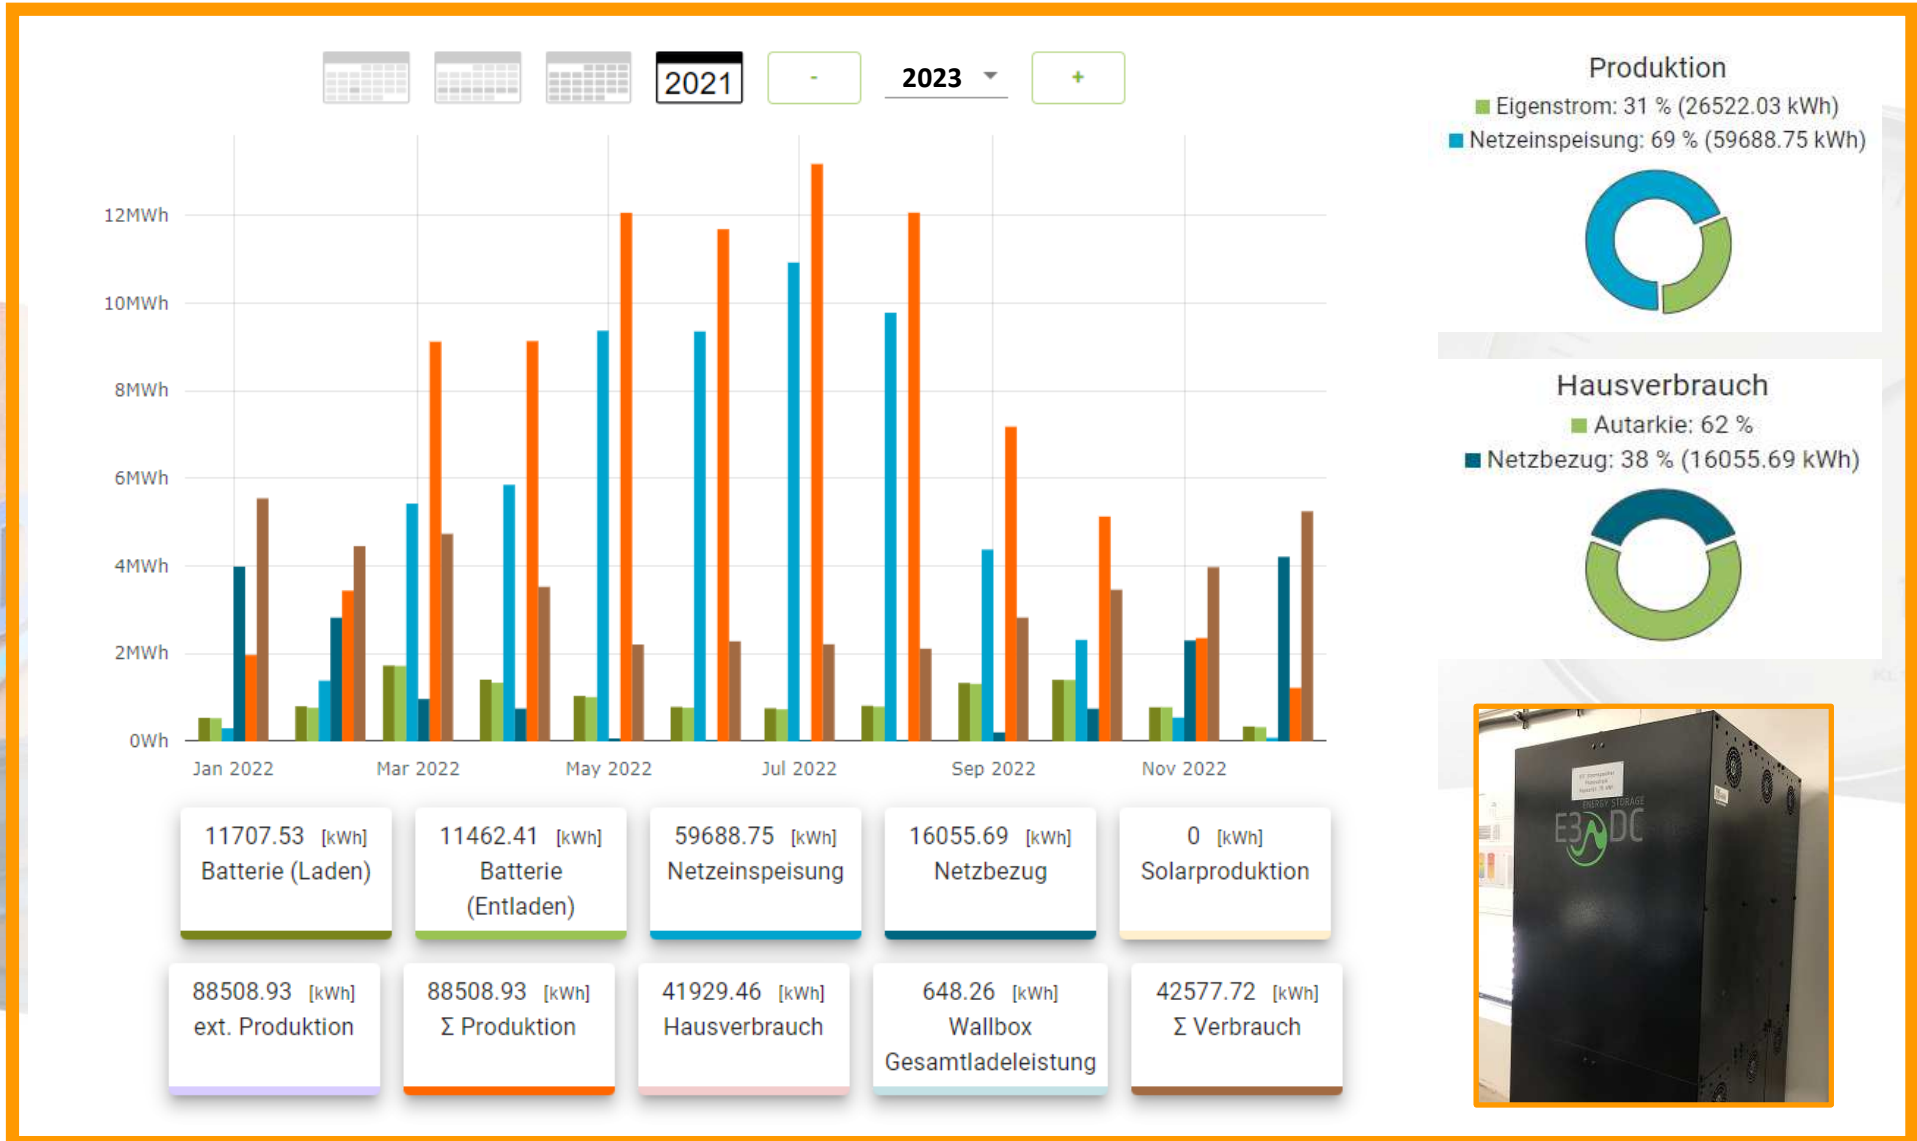 2021
-
2023
+
12MWh
10MWh
8MWh
6MWh
4MWh
2MWh
0Wh
Jan 2022
Mar 2022
May 2022
Jul 2022
Sep 2022
Nov 2022
11707.53 [kWh]
Batterie (Laden)
11462.41 [kWh]
Batterie
(Entladen)
59688.75 [kWh]
Netzeinspeisung
16055.69 [kWh]
Netzbezug
0 [kWh]
Solarproduktion
88508.93 [kWh]
ext. Produktion
88508.93 [kWh]
Σ Produktion
41929.46 [kWh]
Hausverbrauch
648.26 [kWh]
Wallbox
Gesamtladeleistung
42577.72 [kWh]
Σ Verbrauch
Produktion
Eigenstrom: 31 % (26522.03 kWh)
Netzeinspeisung: 69 % (59688.75 kWh)
Hausverbrauch
Autarkie: 62 %
Netzbezug: 38 % (16055.69 kWh)
ENERGY STORAGE
E3 DC